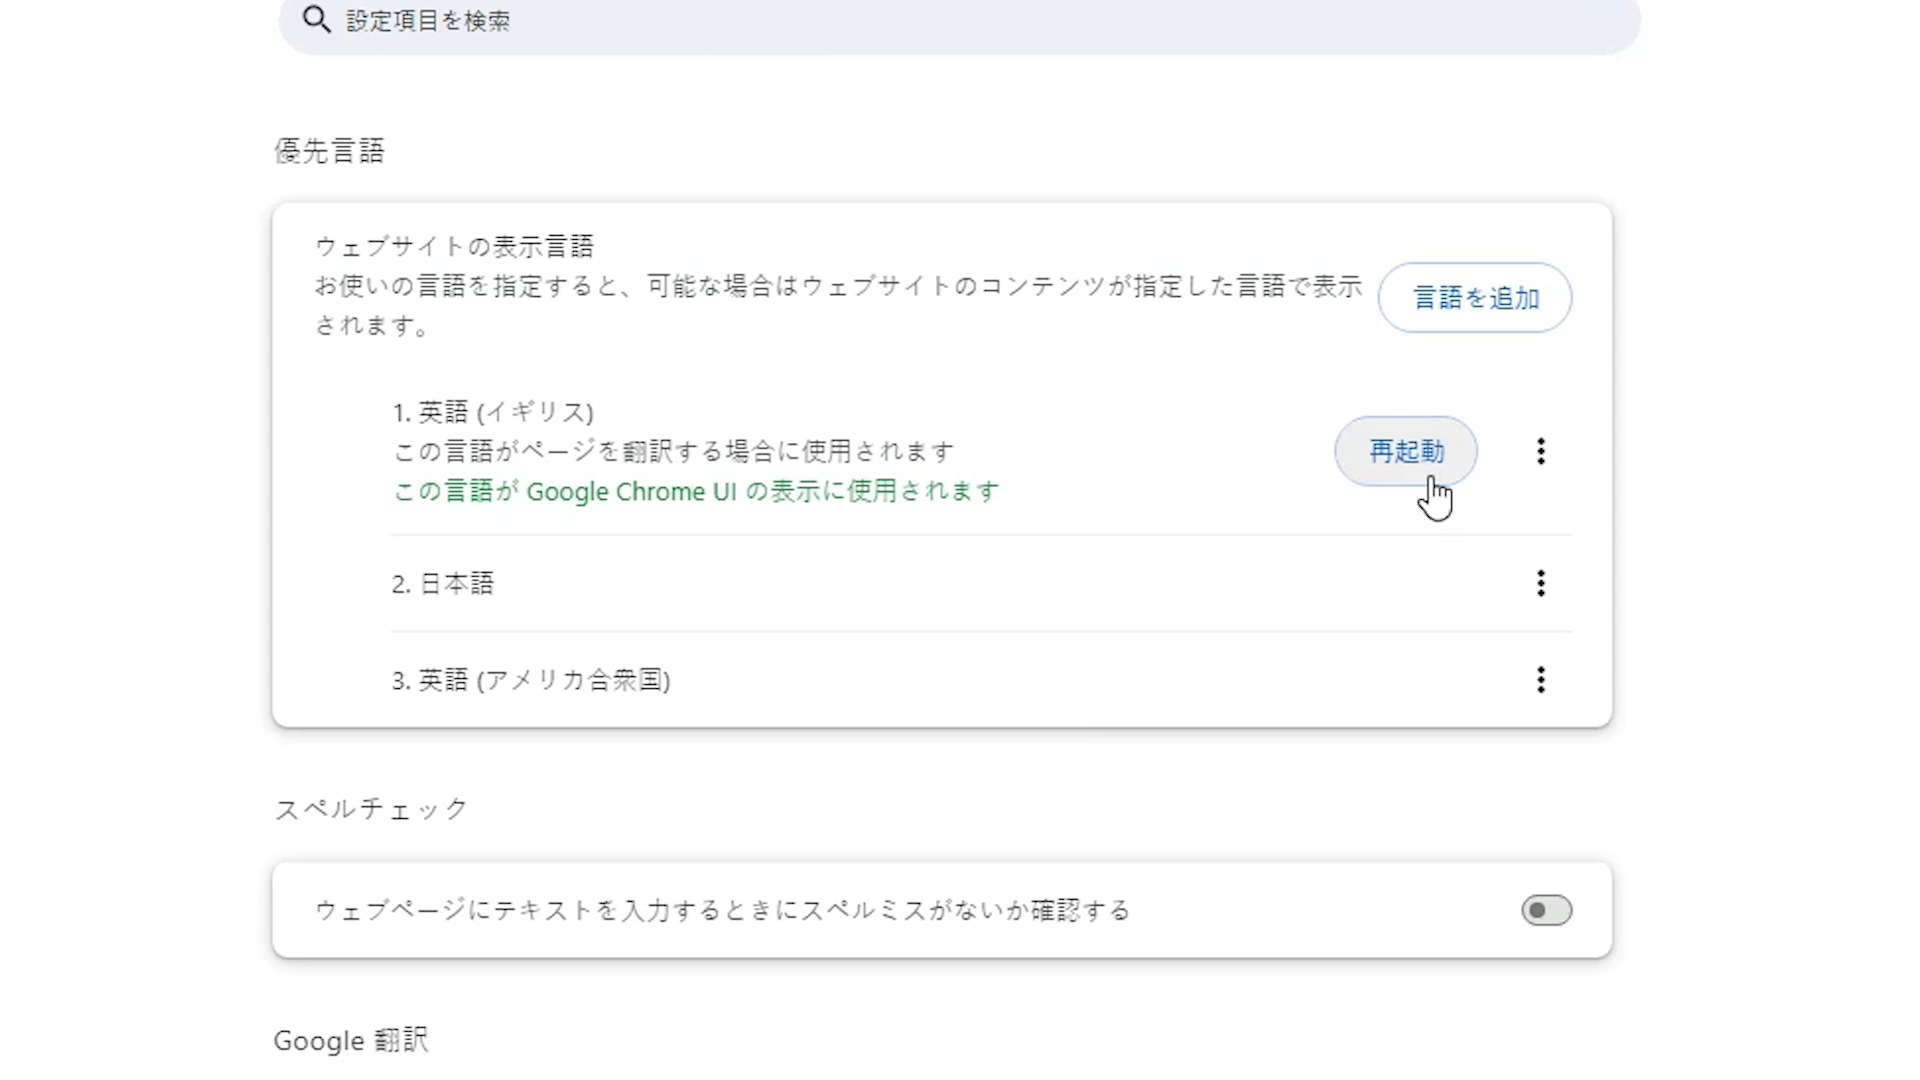 設定項目を検索
優先言語
ウェブサイトの表示言語
お使いの言語を指定すると、可能な場合はウェブサイトのコンテンツが指定した言語で表示
されます。
言語を追加
1. 英語 (イギリス)
この言語がページを翻訳する場合に使用されます
この言語が Google Chrome UI の表示に使用されます
再起動
2. 日本語
3. 英語 (アメリカ合衆国)
スペルチェック
ウェブページにテキストを入力するときにスペルミスがないか確認する
Google 翻訳